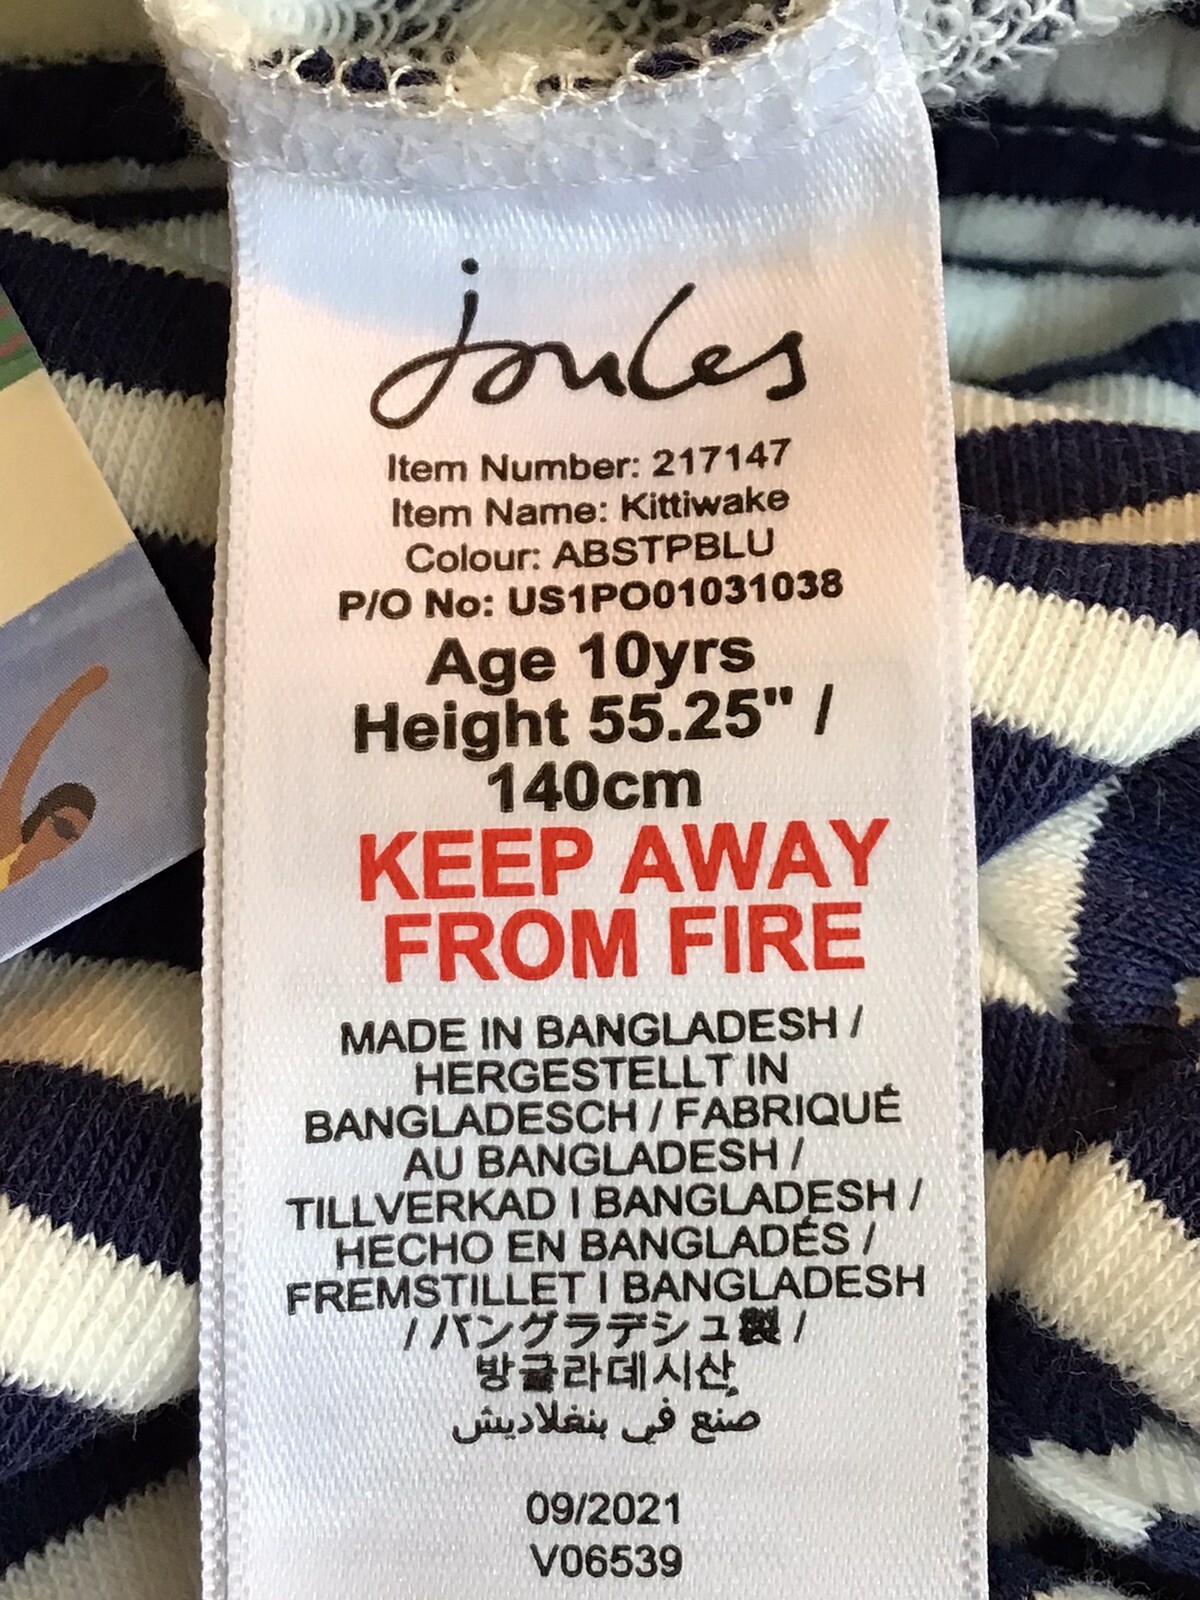 joules
Item Number: 217147
Item Name: Kittiwake
Colour: ABSTPBLU
P/O No: US1PO01031038
Age 10yrs
Height 55.25" /
140cm
KEEP AWAY
FROM FIRE
MADE IN BANGLADESH /
HERGESTELLT IN
BANGLADESCH / FABRIQUÉ
AU BANGLADESH /
TILLVERKAD I BANGLADESH /
HECHO EN BANGLADÉS /
FREMSTILLET I BANGLADESH
/ バングラデシュ製 /
방글라데시산
صُنع في بنغلاديش
09/2021
V06539